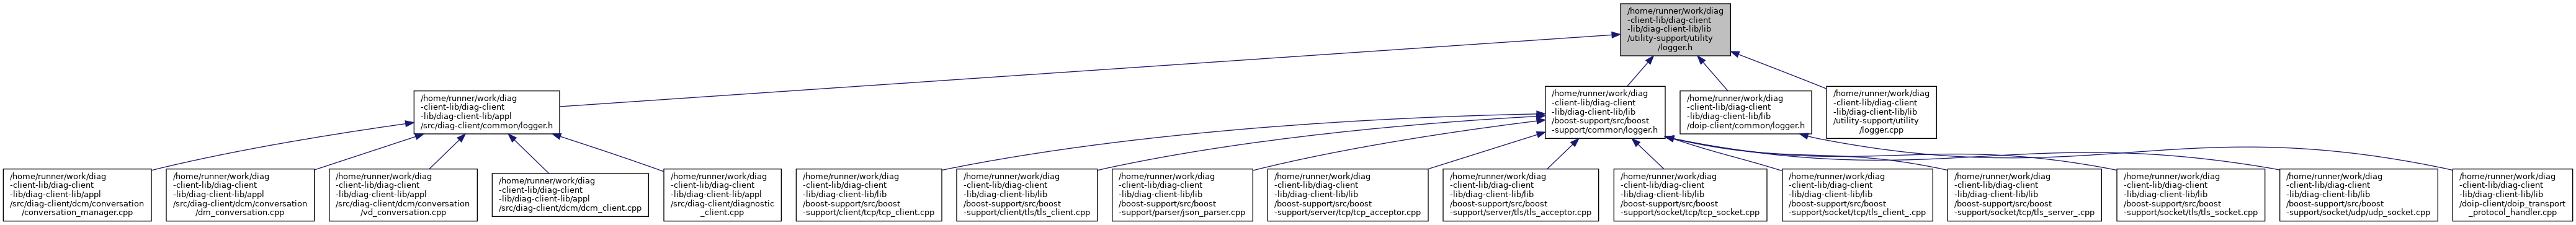 /home/runner/work/diag
-client-lib/diag-client
-lib/diag-client-lib/lib
/utility-support/utility
/logger.h
/home/runner/work/diag
-client-lib/diag-client
-lib/diag-client-lib/appl
/src/diag-client/common/logger.h
/home/runner/work/diag
-client-lib/diag-client
-lib/diag-client-lib/lib
/boost-support/src/boost
-support/common/logger.h
/home/runner/work/diag
-client-lib/diag-client
-lib/diag-client-lib/lib
/doip-client/common/logger.h
/home/runner/work/diag
-client-lib/diag-client
-lib/diag-client-lib/lib
/utility-support/utility
/logger.cpp
/home/runner/work/diag
-client-lib/diag-client
-lib/diag-client-lib/appl
/src/diag-client/dcm/conversation
/conversation_manager.cpp
/home/runner/work/diag
-client-lib/diag-client
-lib/diag-client-lib/appl
/src/diag-client/dcm/conversation
/dm_conversation.cpp
/home/runner/work/diag
-client-lib/diag-client
-lib/diag-client-lib/appl
/src/diag-client/dcm/conversation
/vd_conversation.cpp
/home/runner/work/diag
-client-lib/diag-client
-lib/diag-client-lib/appl
/src/diag-client/dcm/dcm_client.cpp
/home/runner/work/diag
-client-lib/diag-client
-lib/diag-client-lib/appl
/src/diag-client/diagnostic
_client.cpp
/home/runner/work/diag
-client-lib/diag-client
-lib/diag-client-lib/lib
/boost-support/src/boost
-support/client/tcp/tcp_client.cpp
/home/runner/work/diag
-client-lib/diag-client
-lib/diag-client-lib/lib
/boost-support/src/boost
-support/client/tls/tls_client.cpp
/home/runner/work/diag
-client-lib/diag-client
-lib/diag-client-lib/lib
/boost-support/src/boost
-support/parser/json_parser.cpp
/home/runner/work/diag
-client-lib/diag-client
-lib/diag-client-lib/lib
/boost-support/src/boost
-support/server/tcp/tcp_acceptor.cpp
/home/runner/work/diag
-client-lib/diag-client
-lib/diag-client-lib/lib
/boost-support/src/boost
-support/server/tls/tls_acceptor.cpp
/home/runner/work/diag
-client-lib/diag-client
-lib/diag-client-lib/lib
/boost-support/src/boost
-support/socket/tcp/tcp_socket.cpp
/home/runner/work/diag
-client-lib/diag-client
-lib/diag-client-lib/lib
/boost-support/src/boost
-support/socket/tcp/tls_client_.cpp
/home/runner/work/diag
-client-lib/diag-client
-lib/diag-client-lib/lib
/boost-support/src/boost
-support/socket/tcp/tls_server_.cpp
/home/runner/work/diag
-client-lib/diag-client
-lib/diag-client-lib/lib
/boost-support/src/boost
-support/socket/tls/tls_socket.cpp
/home/runner/work/diag
-client-lib/diag-client
-lib/diag-client-lib/lib
/boost-support/src/boost
-support/socket/udp/udp_socket.cpp
/home/runner/work/diag
-client-lib/diag-client
-lib/diag-client-lib/lib
/doip-client/doip_transport
_protocol_handler.cpp